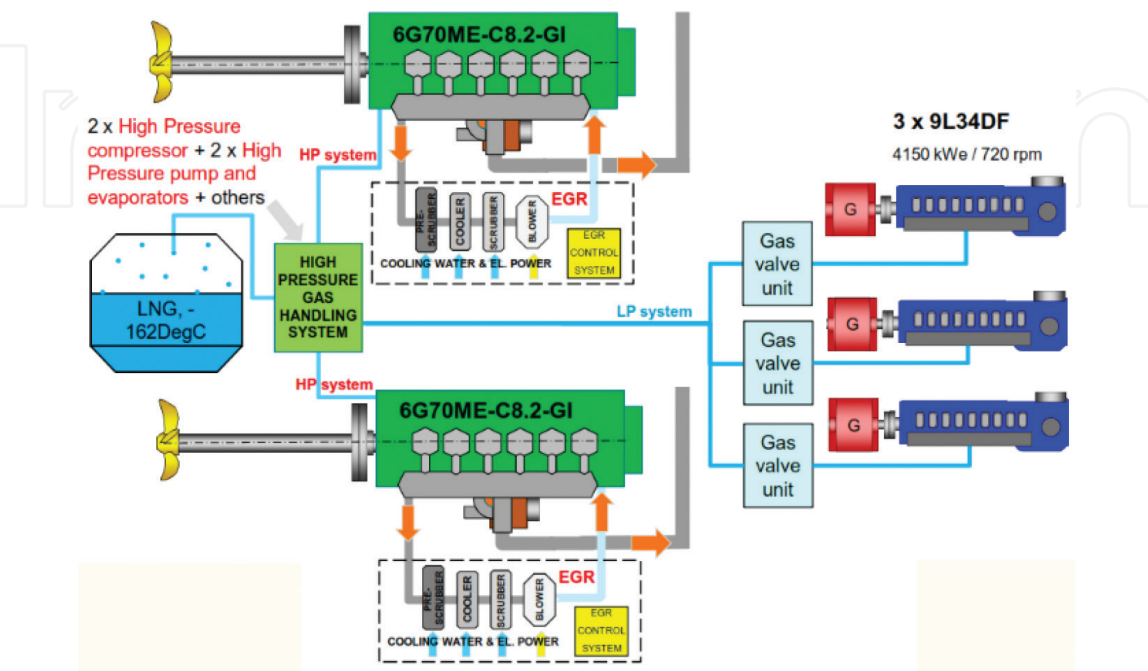 6G70ME-C8.2-GI
2 x High Pressure
compressor + 2 x High
Pressure pump and
evaporators + others
HP system
PRE-
SCRUBBER
COOLER
SCRUBBER
BLOWER
EGR
EGR
CONTROL
SYSTEM
COOLING WATER & EL. POWER
LNG, -
162DegC
HIGH
PRESSURE
GAS
HANDLING
SYSTEM
LP system
HP system
3 x 9L34DF
4150 kWe / 720 rpm
Gas
valve
unit
G
Gas
valve
unit
G
Gas
valve
unit
G
6G70ME-C8.2-GI
PRE-
SCRUBBER
COOLER
SCRUBBER
BLOWER
EGR
EGR
CONTROL
SYSTEM
COOLING WATER & EL. POWER